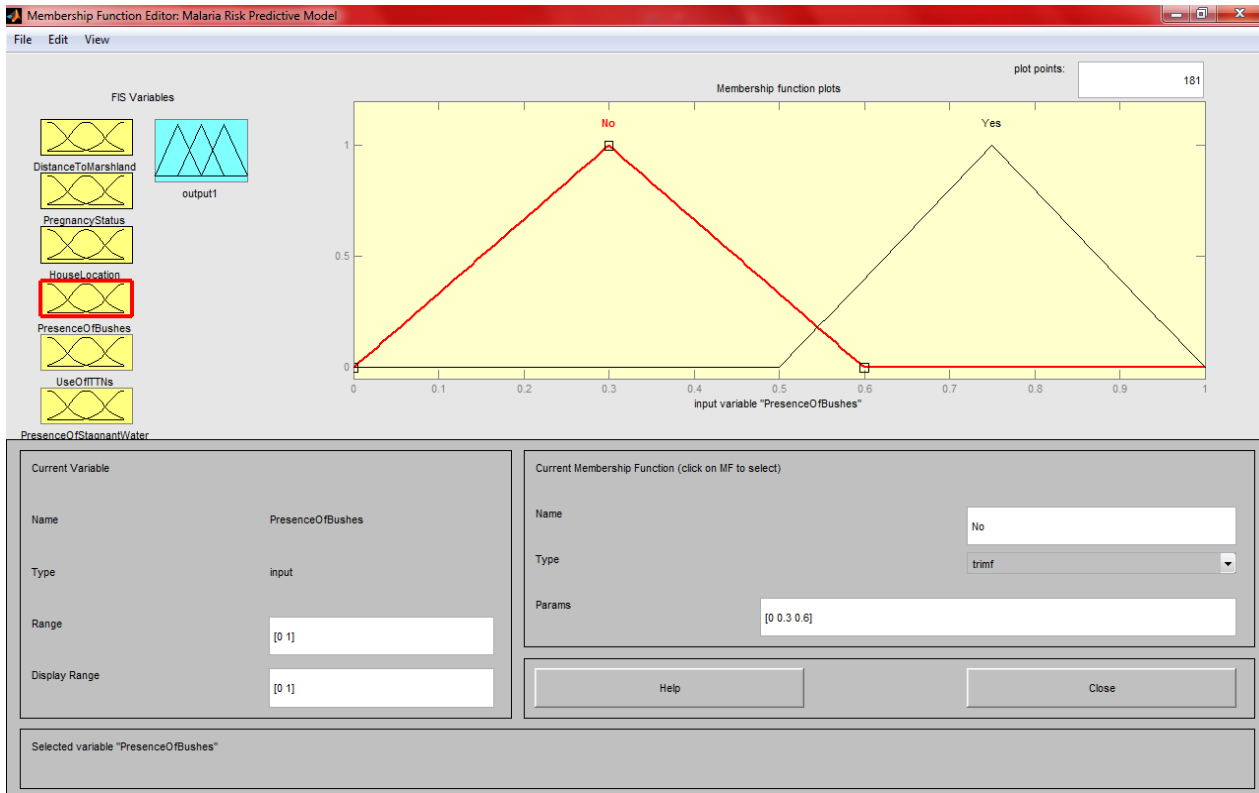 Membership Function Editor: Malaria Risk Predictive Model
File Edit View
plot points:
181
FIS Variables
Membership function plots
DistanceToMarshland
output1
PregnancyStatus
HouseLocation
PresenceOfBushes
UseOfITNs
PresenceOfStagnantWater
No
Yes
1
0.5
0
0 0.1 0.2 0.3 0.4 0.5 0.6 0.7 0.8 0.9 1
input variable "PresenceOfBushes"
Current Variable
Name PresenceOfBushes
Type input
Range [0 1]
Display Range [0 1]
Current Membership Function (click on MF to select)
Name No
Type trimf
Params [0 0.3 0.6]
Help Close
Selected variable "PresenceOfBushes"